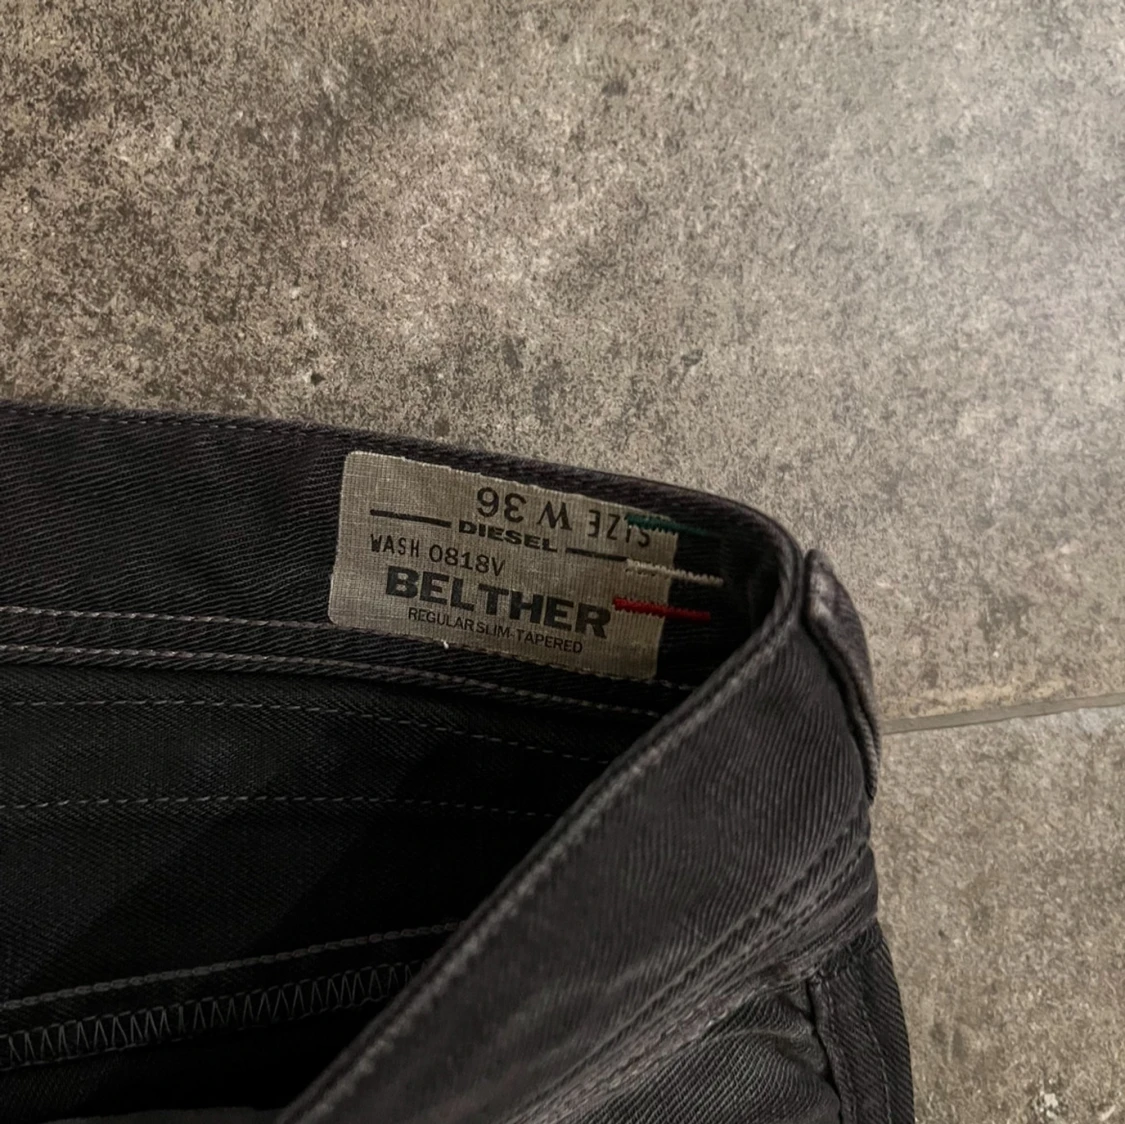 SIZE W 36
DIESEL
WASH 0818V
BELTHER
REGULAR SLIM-TAPERED